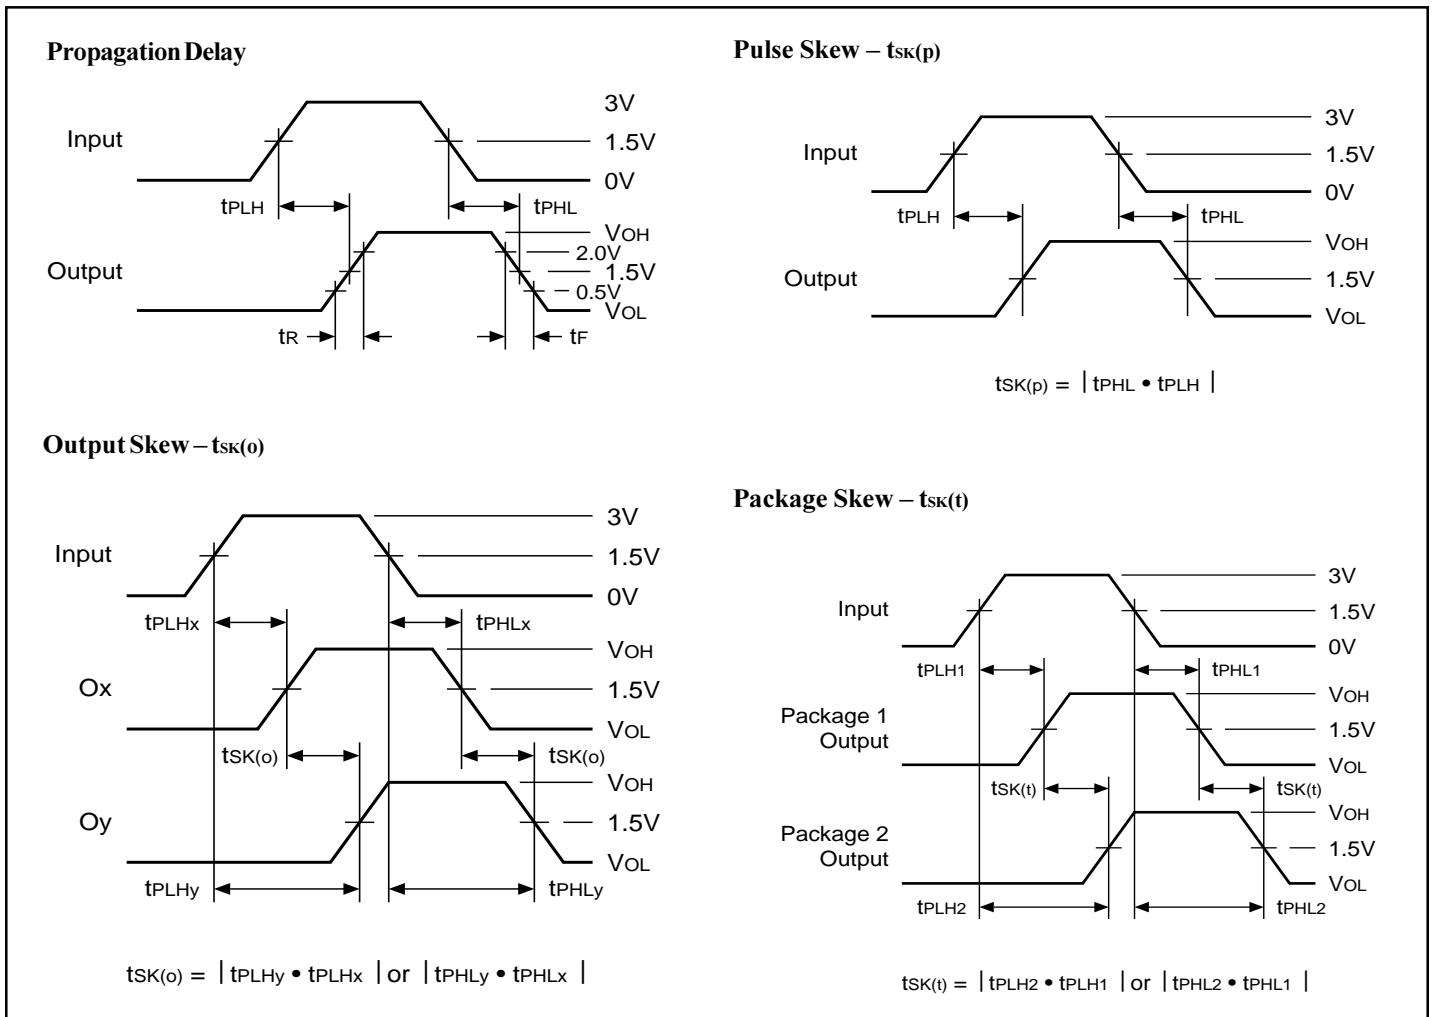 Propagation Delay
Input
3V
1.5V
0V
tPLH
tPHL
Output
VOH
2.0V
1.5V
0.5V
VOL
tR
tF
Pulse Skew – tSK(p)
Input
3V
1.5V
0V
tPLH
tPHL
Output
VOH
1.5V
VOL
tSK(p) = | tPHL • tPLH |
Output Skew – tSK(o)
Input
3V
1.5V
0V
tPLHx
tPHLx
Ox
VOH
1.5V
VOL
tSK(o)
tSK(o)
Oy
VOH
1.5V
VOL
tPLHy
tPHLy
tSK(o) = | tPLHy • tPLHx | or | tPHLy • tPHLx |
Package Skew – tSK(t)
Input
3V
1.5V
0V
tPLH1
tPHL1
Package 1
Output
VOH
1.5V
VOL
tSK(t)
tSK(t)
Package 2
Output
VOH
1.5V
VOL
tPLH2
tPHL2
tSK(t) = | tPLH2 • tPLH1 | or | tPHL2 • tPHL1 |